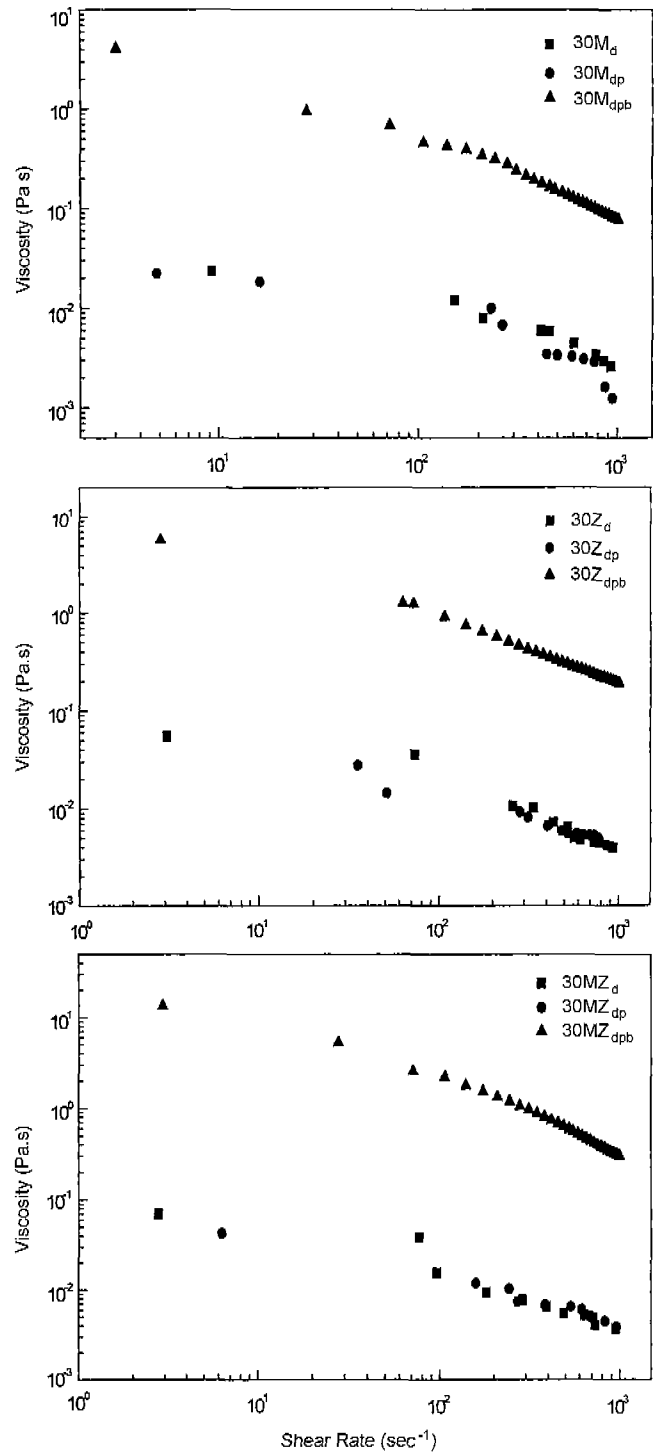 10¹
10⁰
10⁻¹
10⁻²
10⁻³
Viscosity (Pa s)
30M_d
30M_dp
30M_dpb
10¹
10²
10³
10¹
10⁰
10⁻¹
10⁻²
10⁻³
Viscosity (Pa.s)
30Z_d
30Z_dp
30Z_dpb
10⁰
10¹
10²
10³
10¹
10⁰
10⁻¹
10⁻²
10⁻³
Viscosity (Pa.s)
30MZ_d
30MZ_dp
30MZ_dpb
10⁰
10¹
10²
10³
Shear Rate (sec⁻¹)